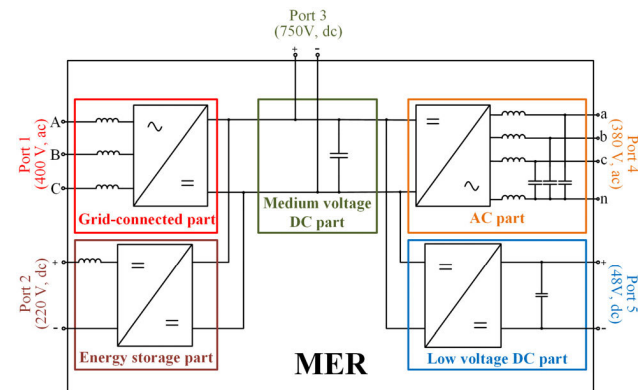 Port 3
(750V, dc)
+ -
Port 1
(400 V, ac)
A
B
C
Grid-connected part
Medium voltage
DC part
a
b
c
n
AC part
Port 4
(380 V, ac)
Port 2
(220 V, dc)
+
-
Energy storage part
MER
Low voltage DC part
+
-
Port 5
(48V, dc)